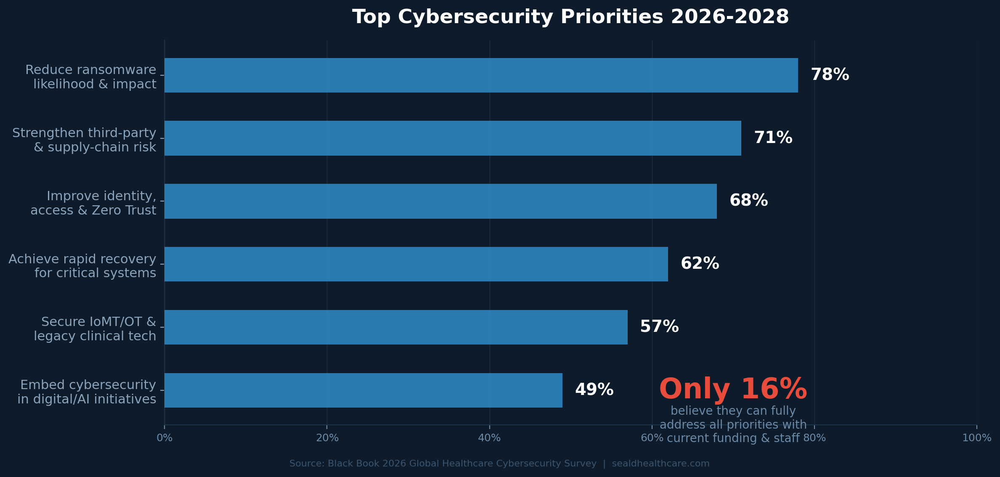 Top Cybersecurity Priorities 2026-2028
Reduce ransomware
likelihood & impact
78%
Strengthen third-party
& supply-chain risk
71%
Improve identity,
access & Zero Trust
68%
Achieve rapid recovery
for critical systems
62%
Secure IoMT/OT &
legacy clinical tech
57%
Embed cybersecurity
in digital/AI initiatives
49%
Only 16%
believe they can fully
address all priorities with
current funding & staff
0% 20% 40% 60% 80% 100%
Source: Black Book 2026 Global Healthcare Cybersecurity Survey | sealdhealthcare.com